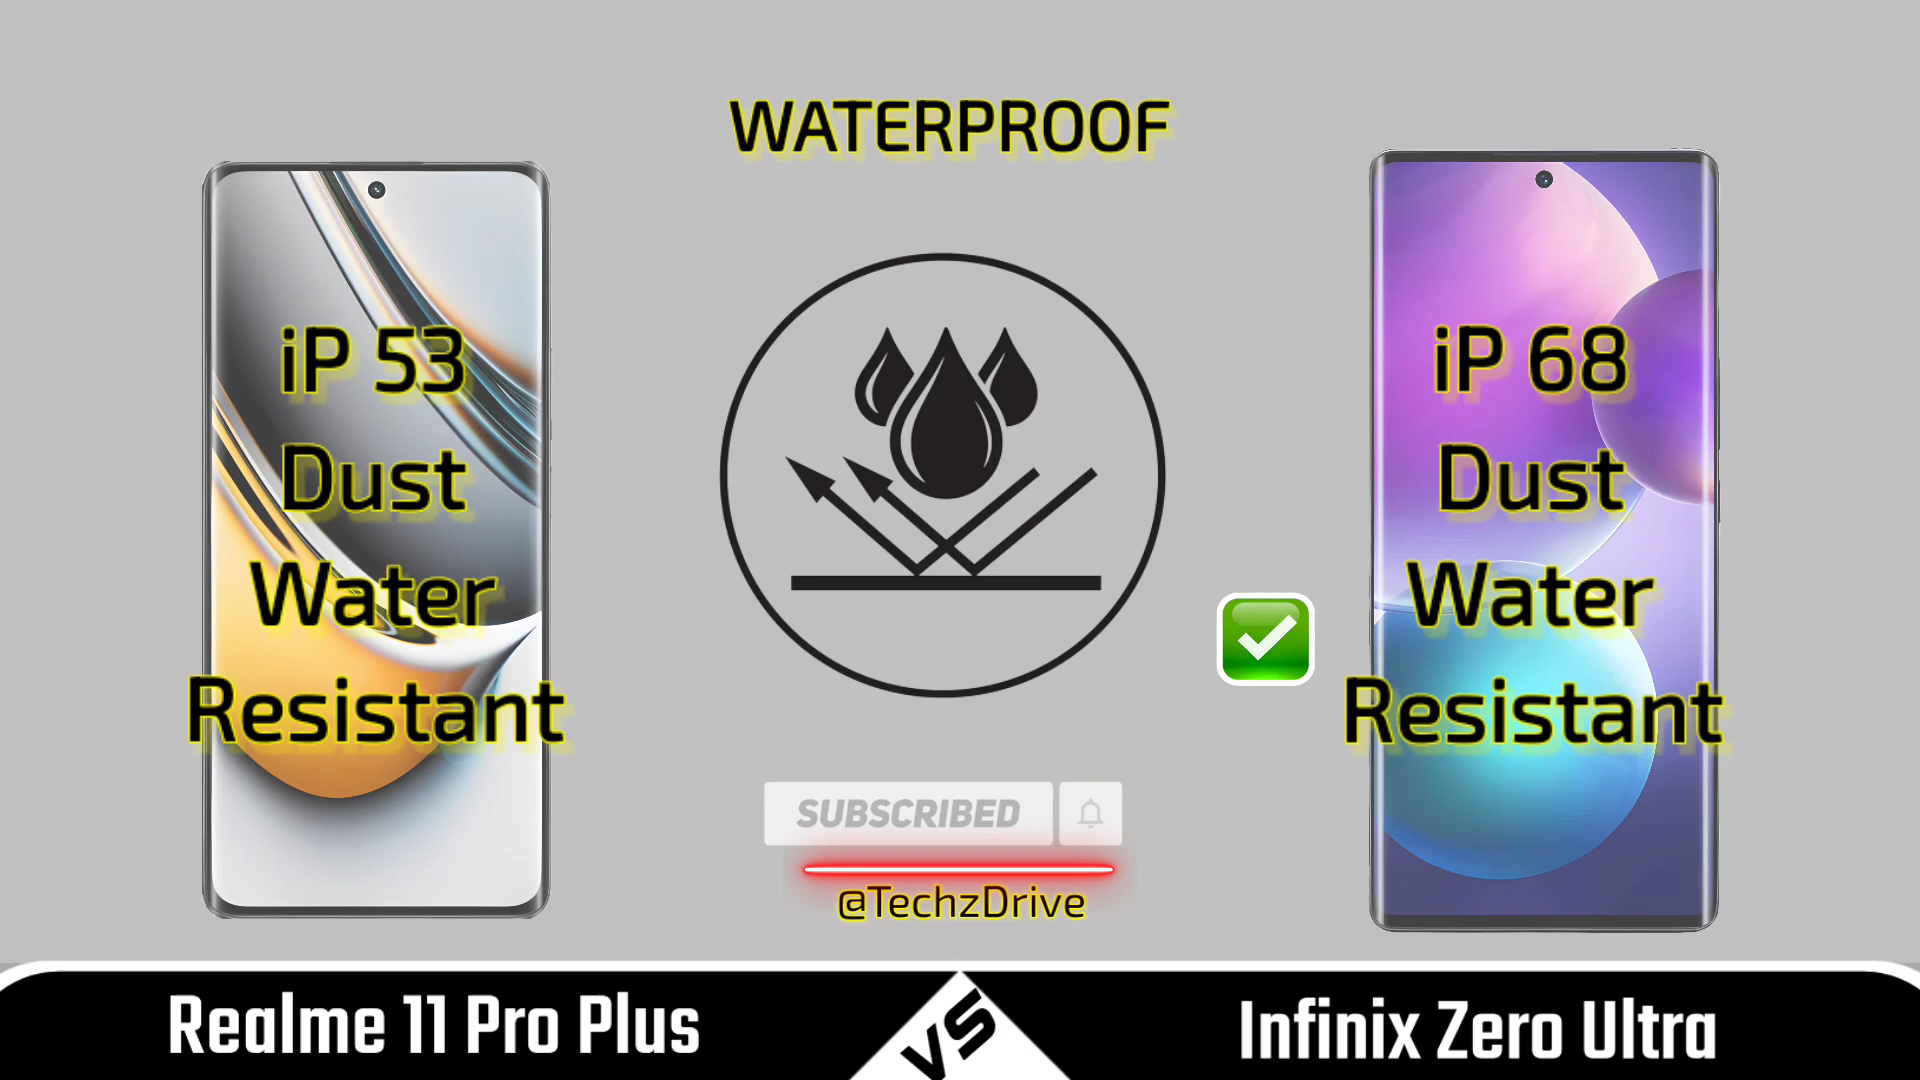 WATERPROOF
iP 53
Dust
Water
Resistant
iP 68
Dust
Water
Resistant
SUBSCRIBED
@TechzDrive
Realme 11 Pro Plus
VS
Infinix Zero Ultra